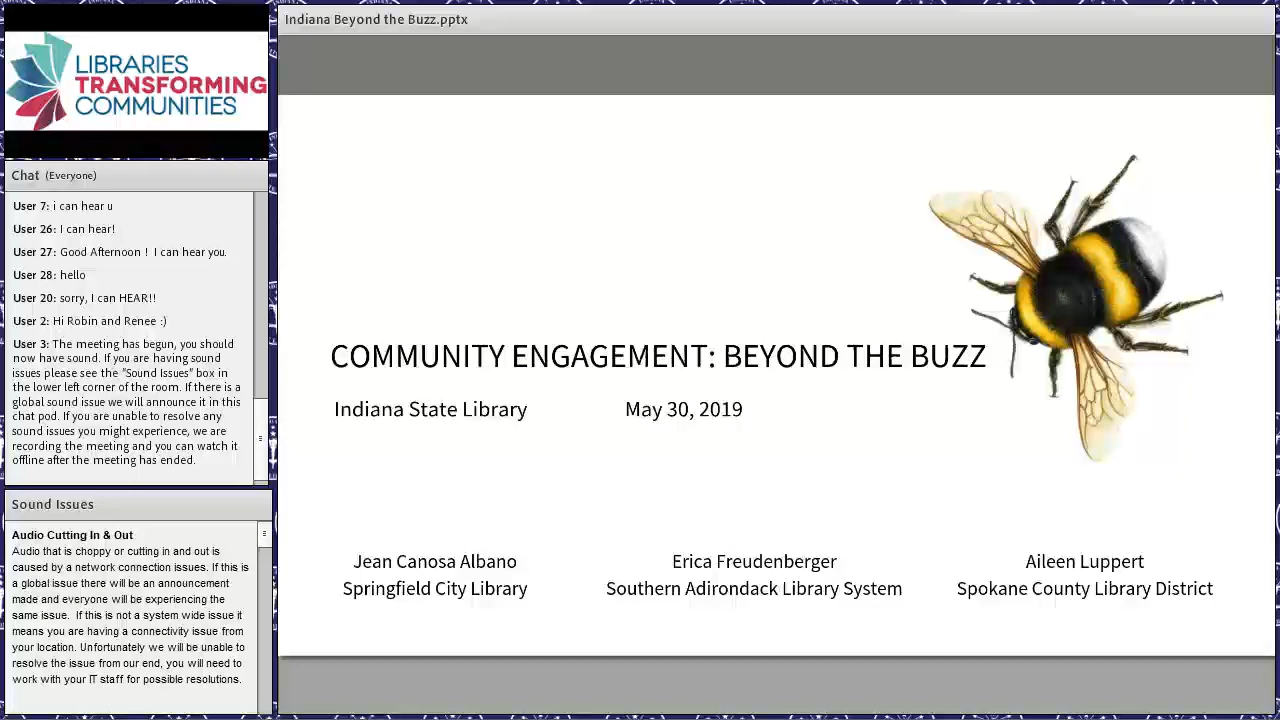 Indiana Beyond the Buzz.pptx
LIBRARIES
TRANSFORMING
COMMUNITIES
Chat (Everyone)
User 7: i can hear u
User 26: I can hear!
User 27: Good Afternoon ! I can hear you.
User 28: hello
User 20: sorry, I can HEAR!!
User 2: Hi Robin and Renee :)
User 3: The meeting has begun, you should
now have sound. If you are having sound
issues please see the "Sound Issues" box in
the lower left corner of the room. If there is a
global sound issue we will announce it in this
chat pod. If you are unable to resolve any
sound issues you might experience, we are
recording the meeting and you can watch it
offline after the meeting has ended.
Sound Issues
Audio Cutting In & Out
Audio that is choppy or cutting in and out is
caused by a network connection issues. If this is
a global issue there will be an announcement
made and everyone will be experiencing the
same issue. If this is not a system wide issue it
means you are having a connectivity issue from
your location. Unfortunately we will be unable to
resolve the issue from our end, you will need to
work with your IT staff for possible resolutions.
COMMUNITY ENGAGEMENT: BEYOND THE BUZZ
Indiana State Library May 30, 2019
Jean Canosa Albano
Springfield City Library
Erica Freudenberger
Southern Adirondack Library System
Aileen Luppert
Spokane County Library District